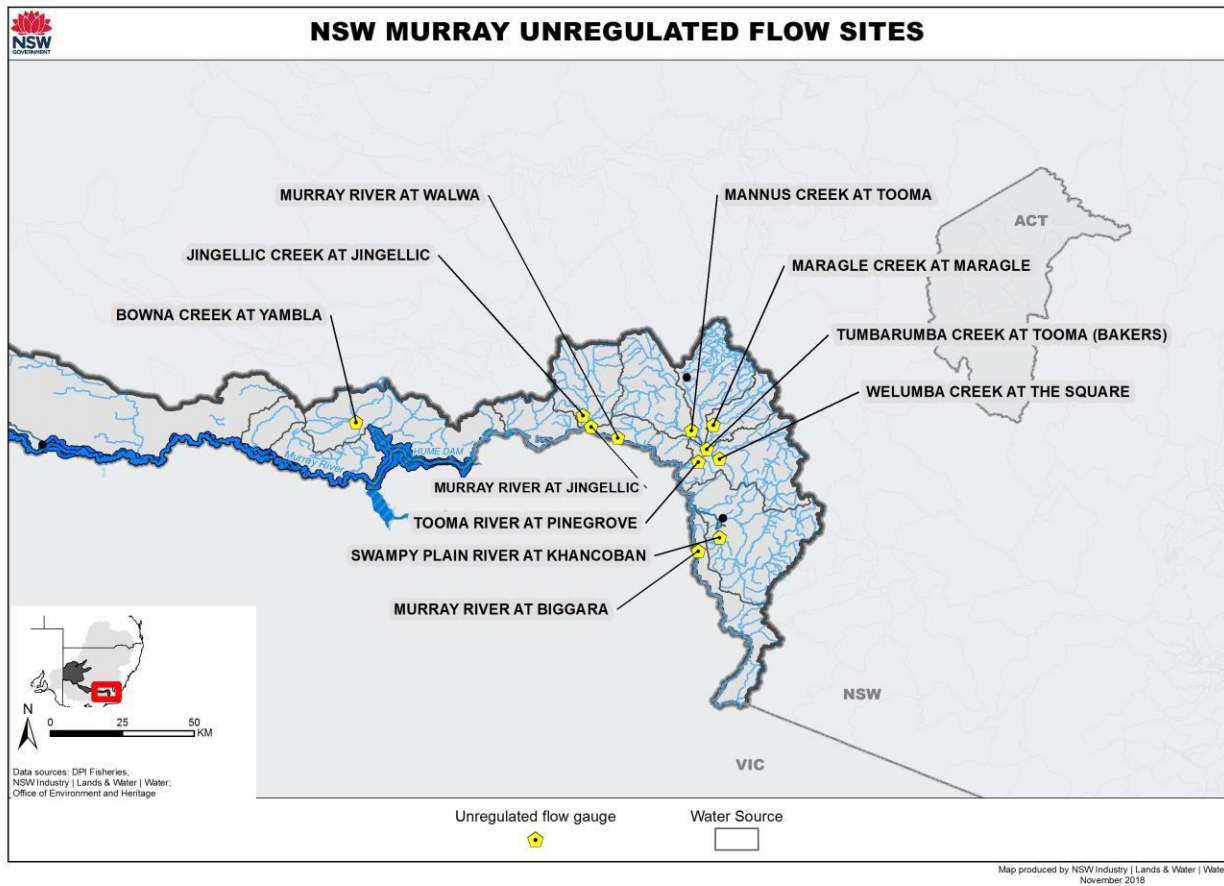 NSW
GOVERNMENT
NSW MURRAY UNREGULATED FLOW SITES
MURRAY RIVER AT WALWA
MANNUS CREEK AT TOOMA
ACT
JINGELLIC CREEK AT JINGELLIC
MARAGLE CREEK AT MARAGLE
BOWNA CREEK AT YAMBLA
TUMBARUMBA CREEK AT TOOMA (BAKERS)
WELUMBA CREEK AT THE SQUARE
Murray River
HUME DAM
MURRAY RIVER AT JINGELLIC
TOOMA RIVER AT PINEGROVE
SWAMPY PLAIN RIVER AT KHANCOBAN
MURRAY RIVER AT BIGGARA
NSW
VIC
N
0 25 50
KM
Data sources: DPI Fisheries,
NSW Industry | Lands & Water | Water;
Office of Environment and Heritage
Unregulated flow gauge
Water Source
Map produced by NSW Industry | Lands & Water | Wate
November 2018